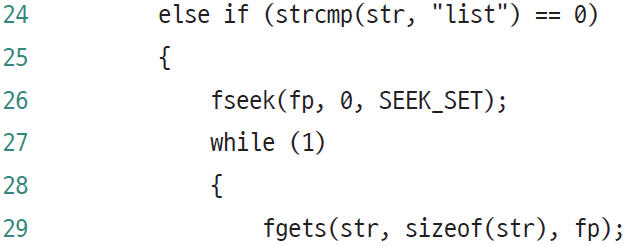 24 else if (strcmp(str, "list") == 0)
25 {
26 fseek(fp, 0, SEEK_SET);
27 while (1)
28 {
29 fgets(str, sizeof(str), fp);